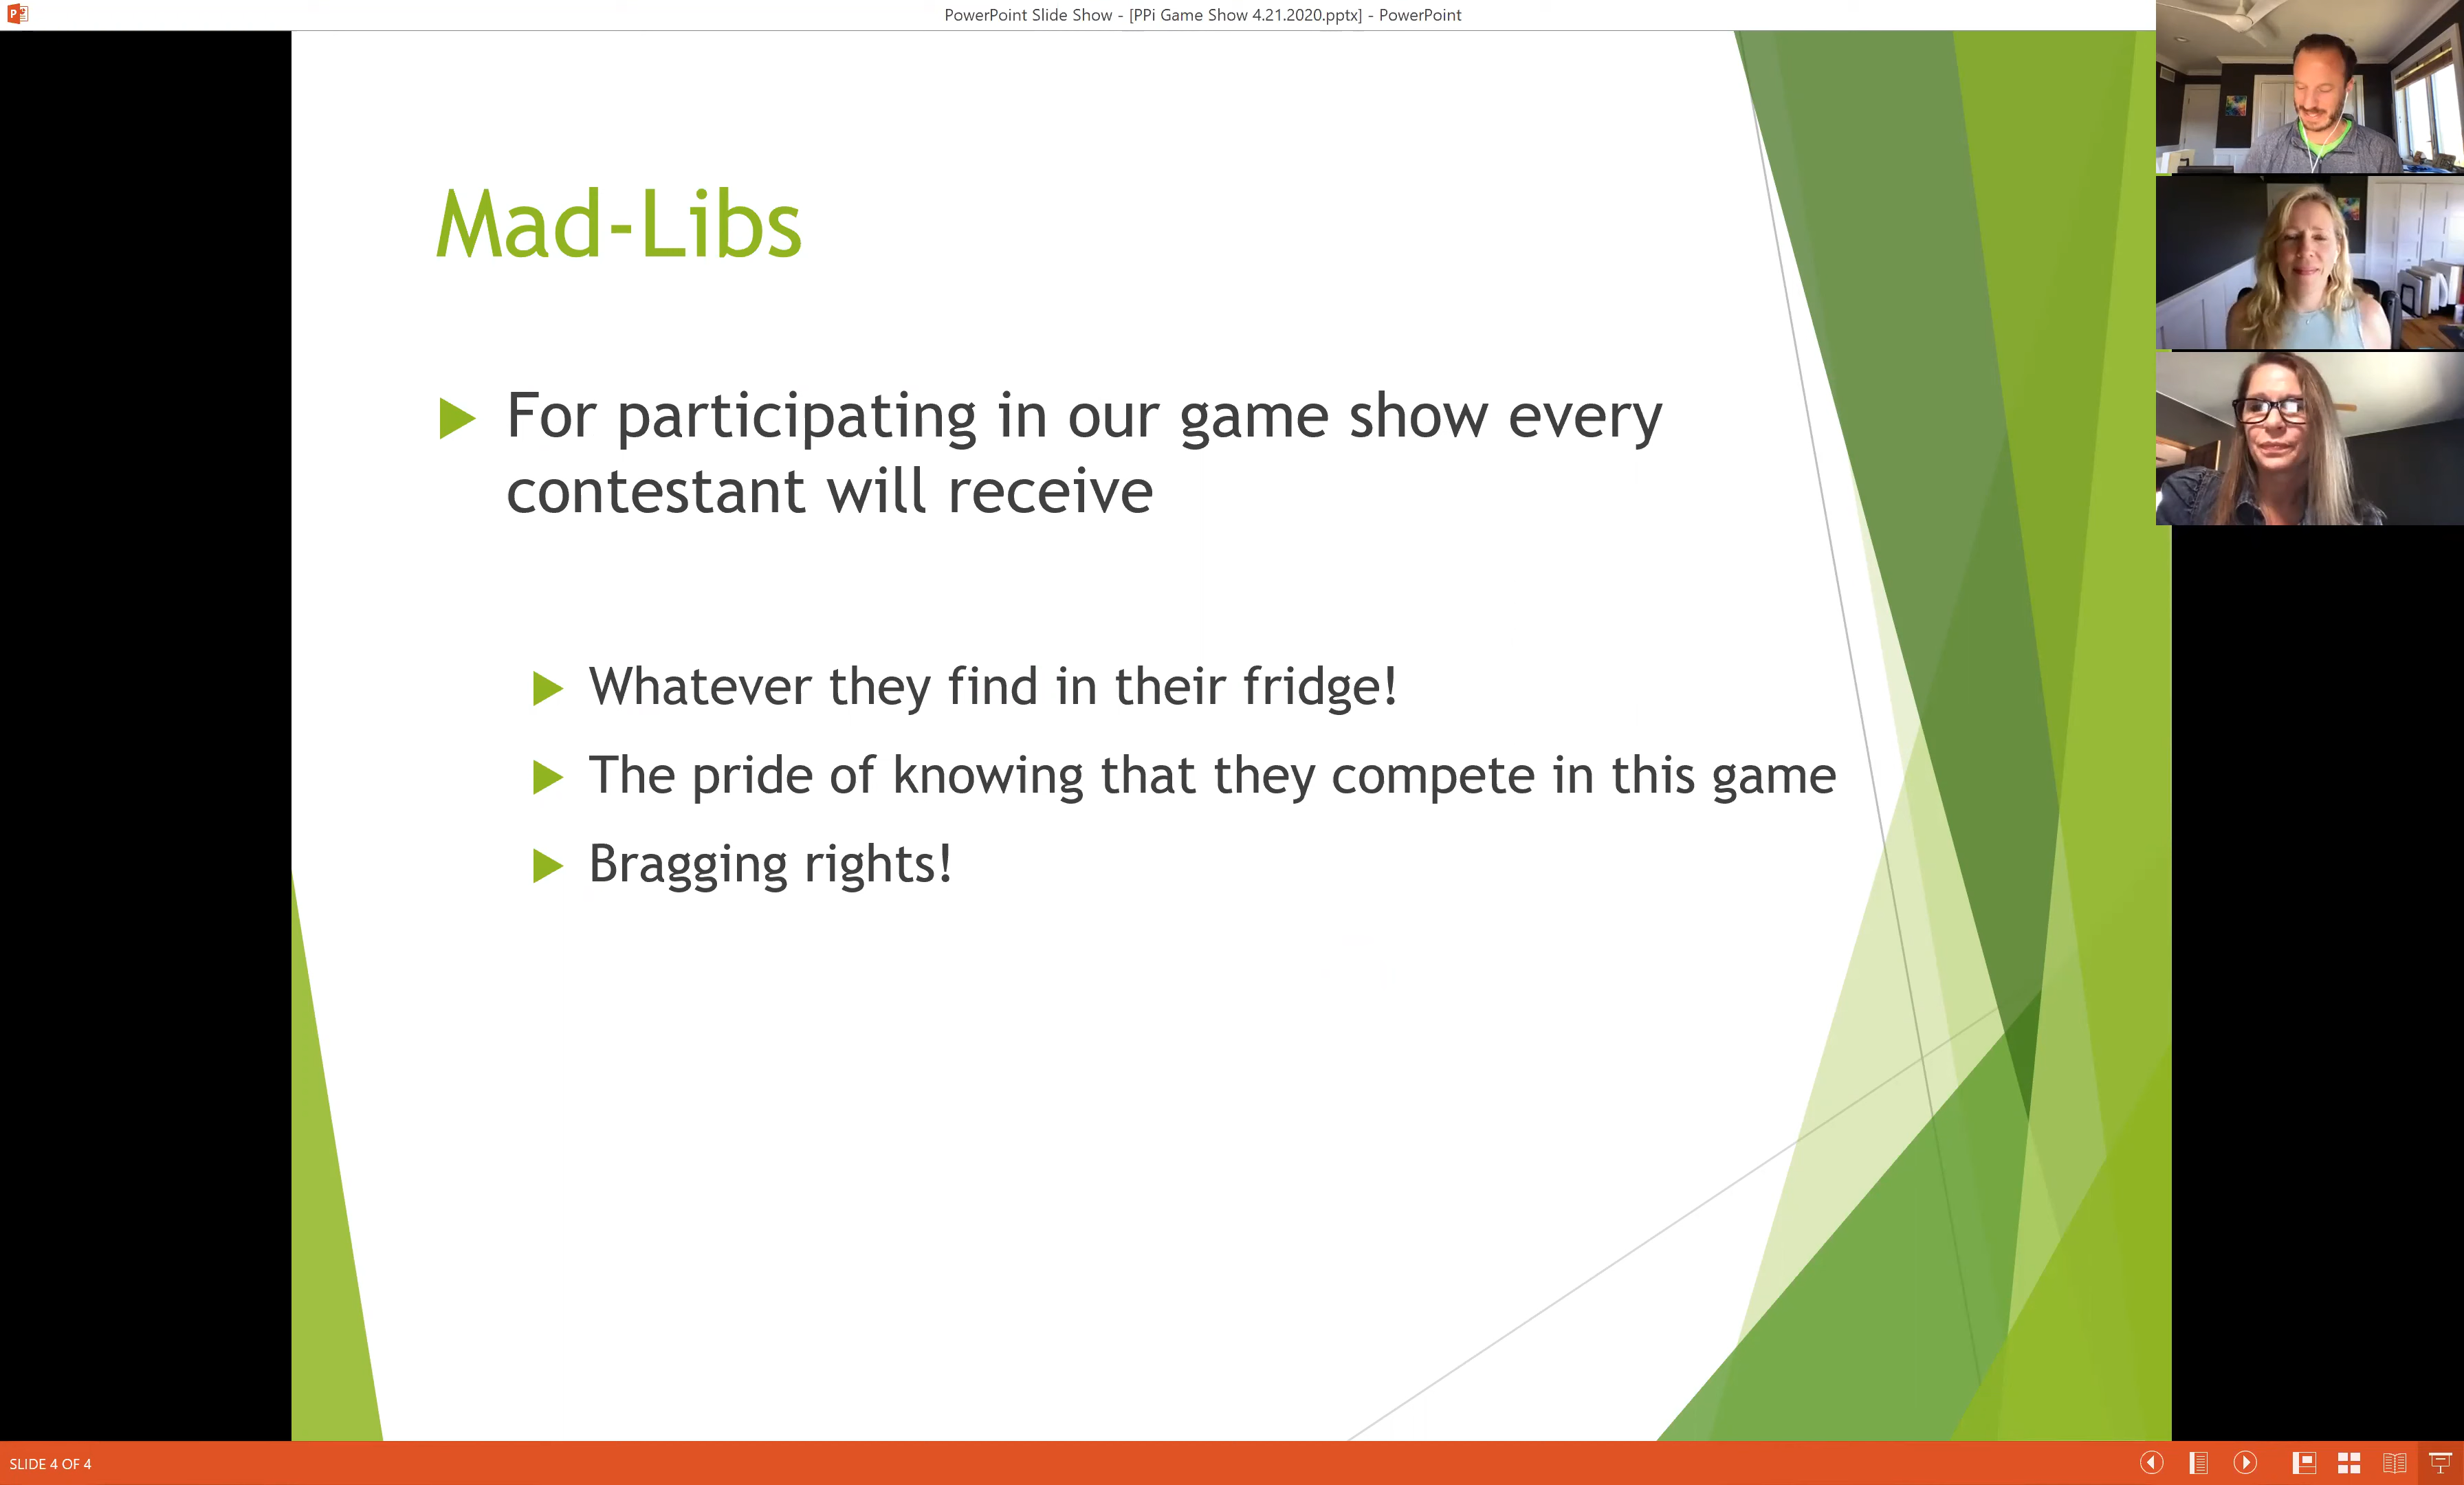 PowerPoint Slide Show - [PPi Game Show 4.21.2020.pptx] - PowerPoint
Mad-Libs
For participating in our game show every
contestant will receive
Whatever they find in their fridge!
The pride of knowing that they compete in this game
Bragging rights!
SLIDE 4 OF 4